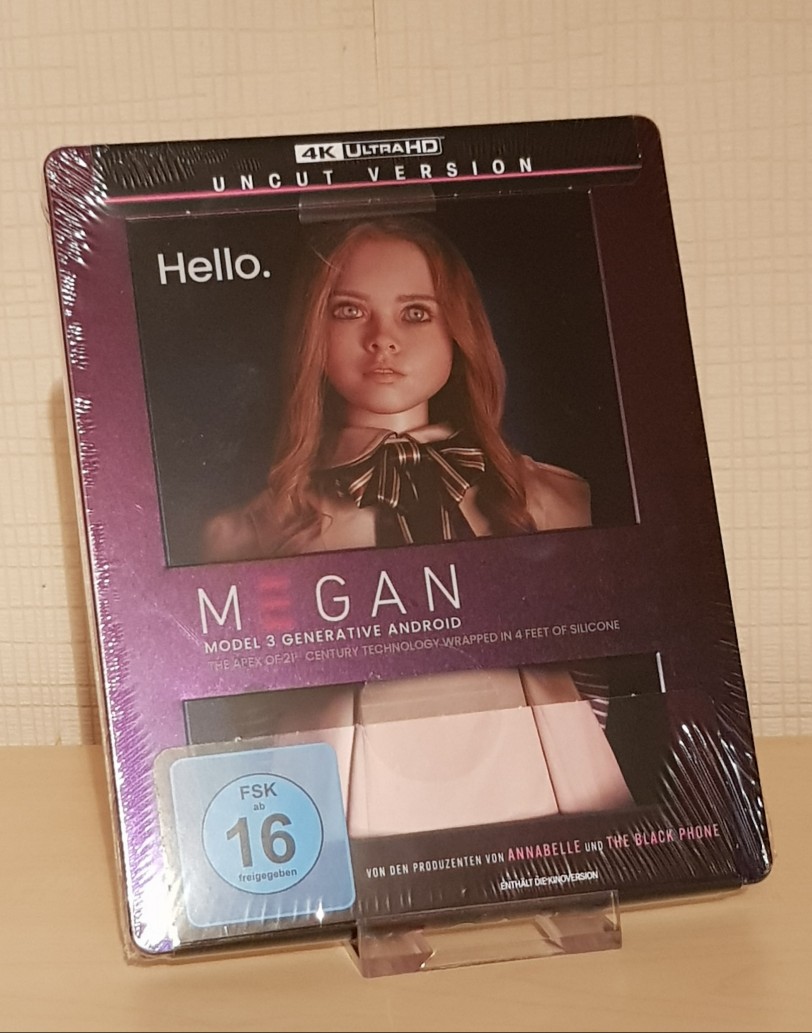 4K ULTRA HD
UNCUT VERSION
Hello.
M3GAN
MODEL 3 GENERATIVE ANDROID
THE APEX OF 21ST CENTURY TECHNOLOGY WRAPPED IN 4 FEET OF SILICONE
FSK
ab
16
freigegeben
VON DEN PRODUZENTEN VON ANNABELLE UND THE BLACK PHONE
ENTHÄLT DIE KINOVERSION